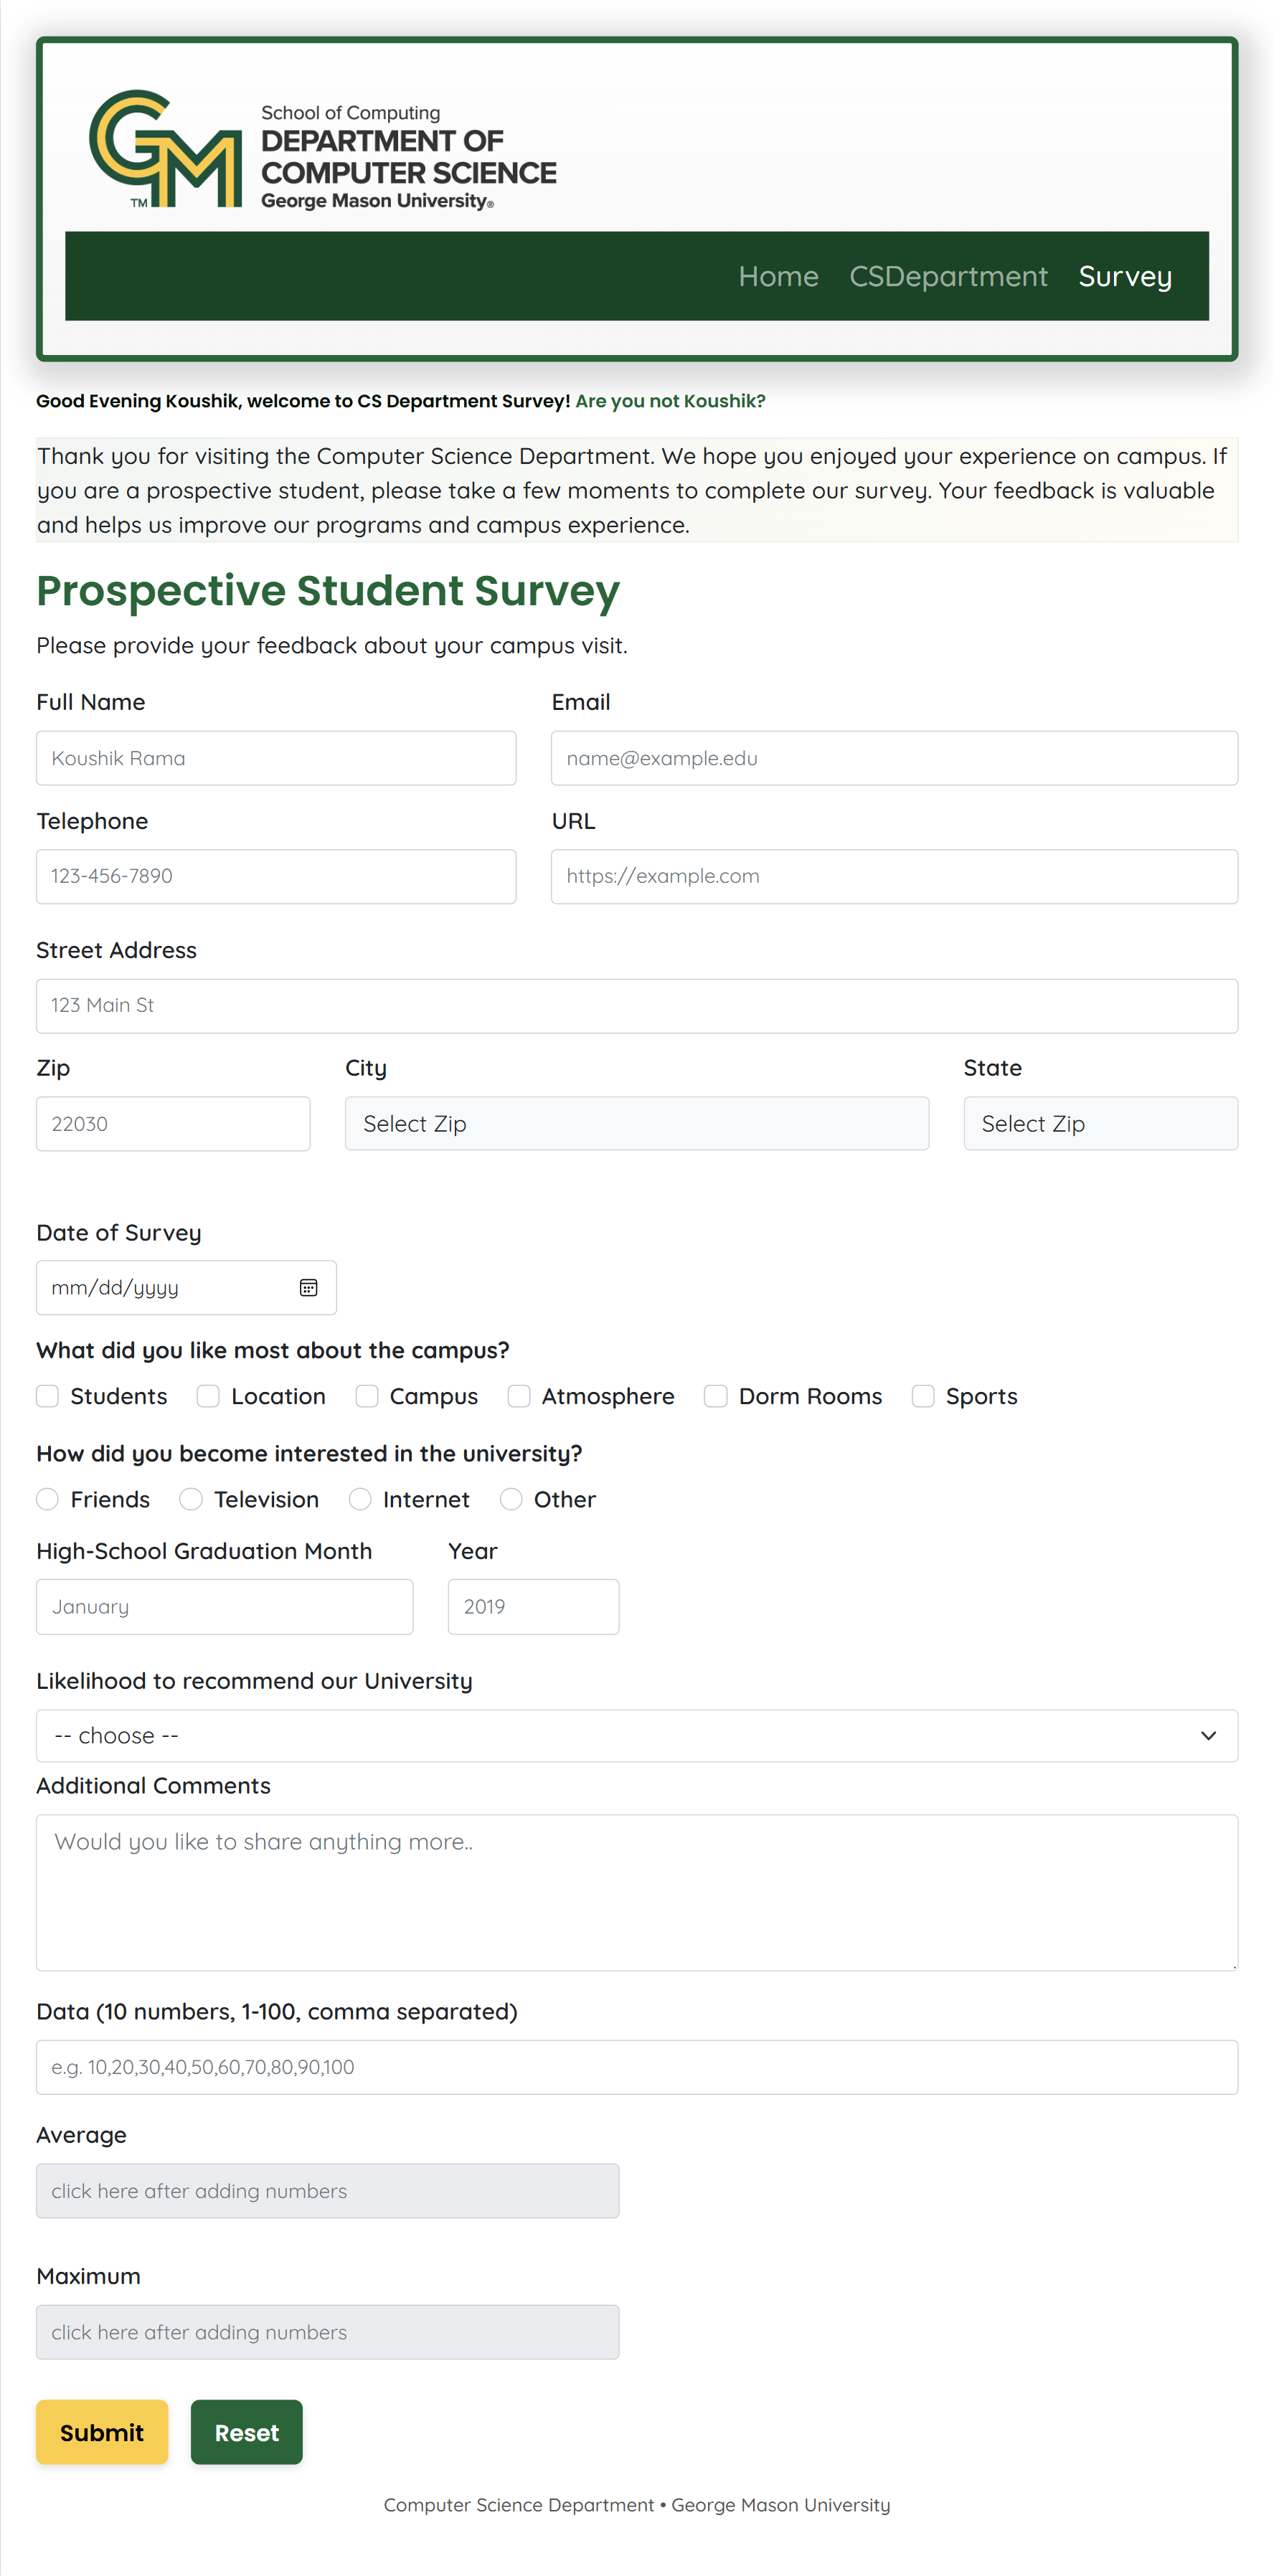 GM
TM
School of Computing
DEPARTMENT OF
COMPUTER SCIENCE
George Mason University®
Home CSDepartment Survey
Good Evening Koushik, welcome to CS Department Survey! Are you not Koushik?
Thank you for visiting the Computer Science Department. We hope you enjoyed your experience on campus. If
you are a prospective student, please take a few moments to complete our survey. Your feedback is valuable
and helps us improve our programs and campus experience.
Prospective Student Survey
Please provide your feedback about your campus visit.
Full Name Email
Koushik Rama name@example.edu
Telephone URL
123-456-7890 https://example.com
Street Address
123 Main St
Zip City State
22030 Select Zip Select Zip
Date of Survey
mm/dd/yyyy
What did you like most about the campus?
Students Location Campus Atmosphere Dorm Rooms Sports
How did you become interested in the university?
Friends Television Internet Other
High-School Graduation Month Year
January 2019
Likelihood to recommend our University
-- choose --
Additional Comments
Would you like to share anything more..
Data (10 numbers, 1-100, comma separated)
e.g. 10,20,30,40,50,60,70,80,90,100
Average
click here after adding numbers
Maximum
click here after adding numbers
Submit Reset
Computer Science Department • George Mason University